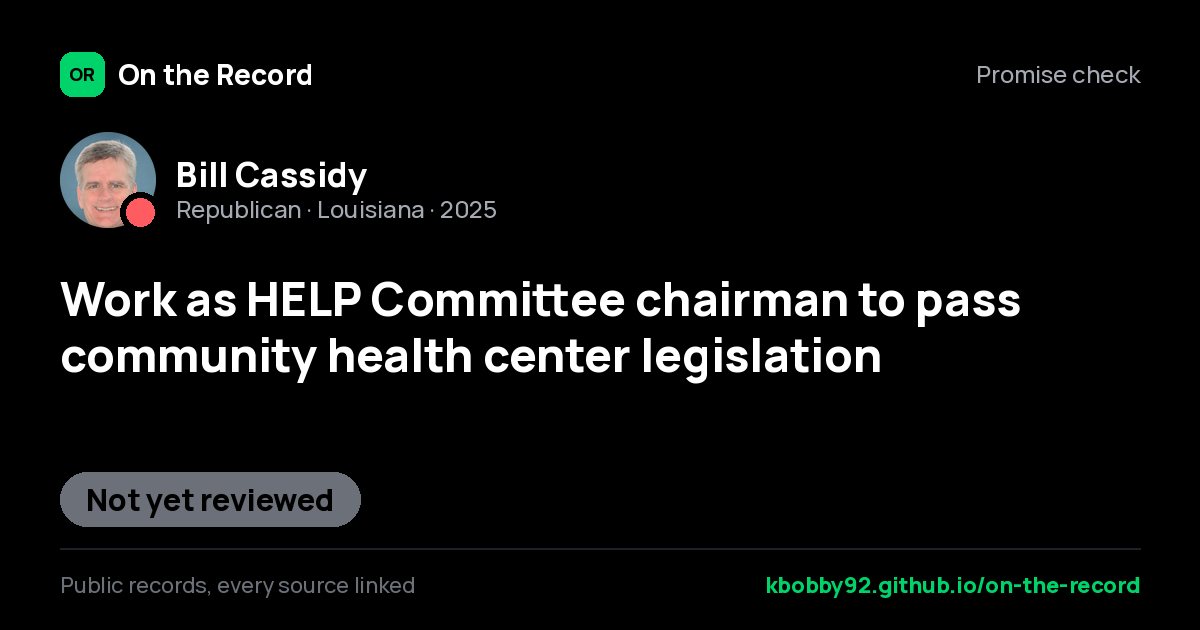 OR On the Record
Promise check
Bill Cassidy
Republican · Louisiana · 2025
Work as HELP Committee chairman to pass
community health center legislation
Not yet reviewed
Public records, every source linked
kbobby92.github.io/on-the-record